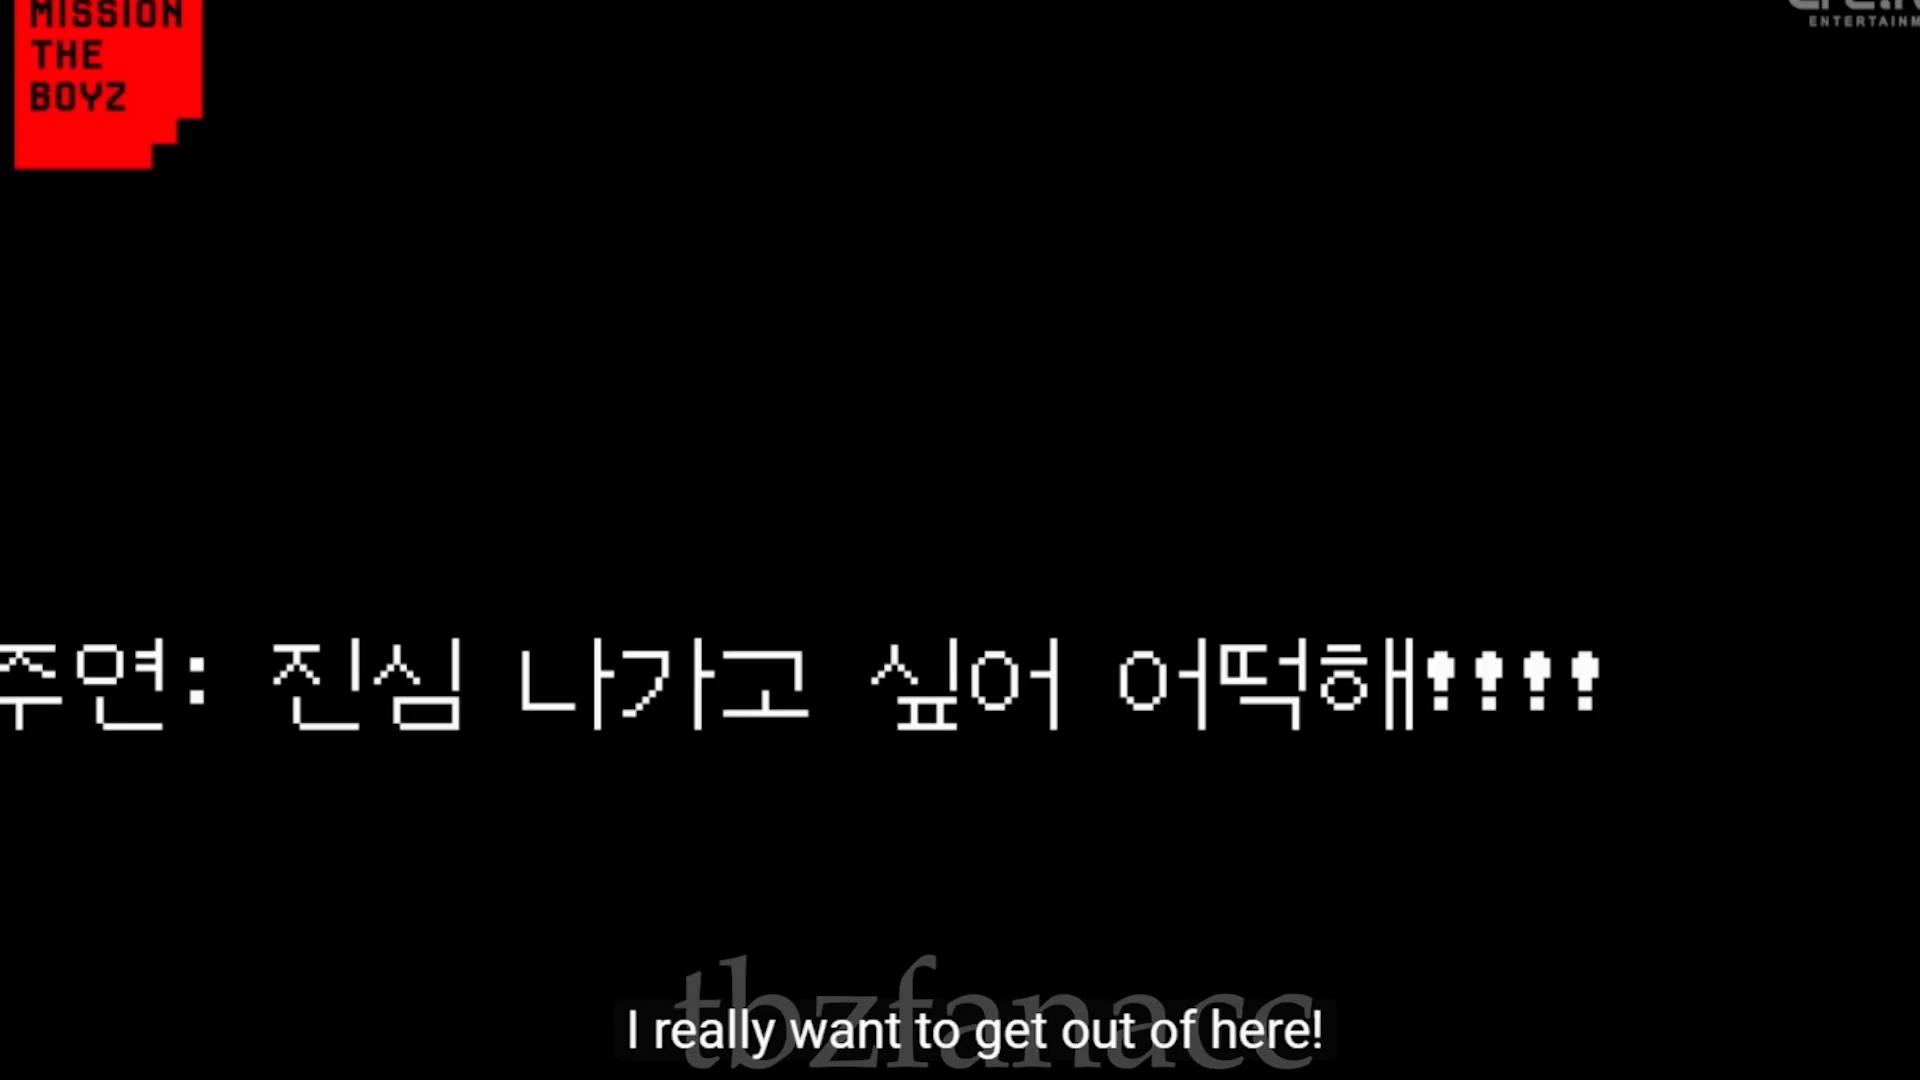 MISSION
THE
BOYZ
ENTERTAINM
주연: 진심 나가고 싶어 어떡해!!!!
tbzfanacc
I really want to get out of here!